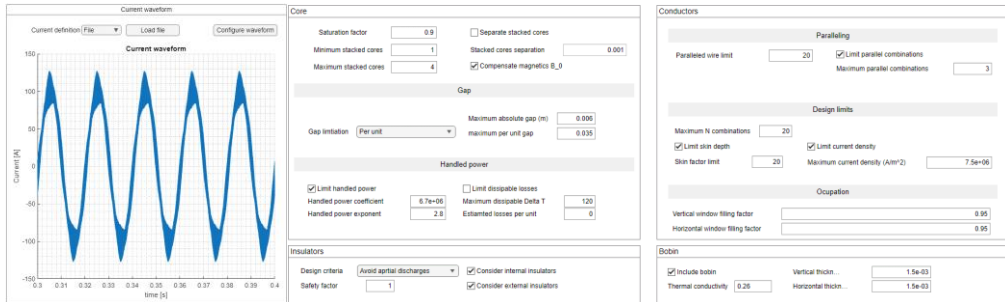 Current waveform
Current definition File
Load file
Configure waveform
Current waveform
150
100
50
0
-50
-100
-150
Current [A]
0.3 0.31 0.32 0.33 0.34 0.35 0.36 0.37 0.38 0.39 0.4
time [s]
Core
Saturation factor 0.9
Separate stacked cores
Minimum stacked cores 1
Stacked cores separation 0.001
Maximum stacked cores 4
Compensate magnetics B_0
Gap
Gap limtiation Per unit
Maximum absolute gap (m) 0.006
maximum per unit gap 0.035
Handled power
Limit handled power
Limit dissipable losses
Handled power coefficient 6.7e+06
Maximum dissipable Delta T 120
Handled power exponent 2.8
Estiamted losses per unit 0
Insulators
Design criteria Avoid aprtial discharges
Consider internal insulators
Safety factor 1
Consider external insulators
Conductors
Paralleling
Paralleled wire limit 20
Limit parallel combinations
Maximum parallel combinations 3
Design limits
Maximum N combinations 20
Limit skin depth
Limit current density
Skin factor limit 20
Maximum current density (A/m^2) 7.5e+06
Ocupation
Vertical window filling factor 0.95
Horizontal window filling factor 0.95
Bobin
Include bobin
Vertical thickn... 1.5e-03
Thermal conductivity 0.26
Horizontal thickn... 1.5e-03